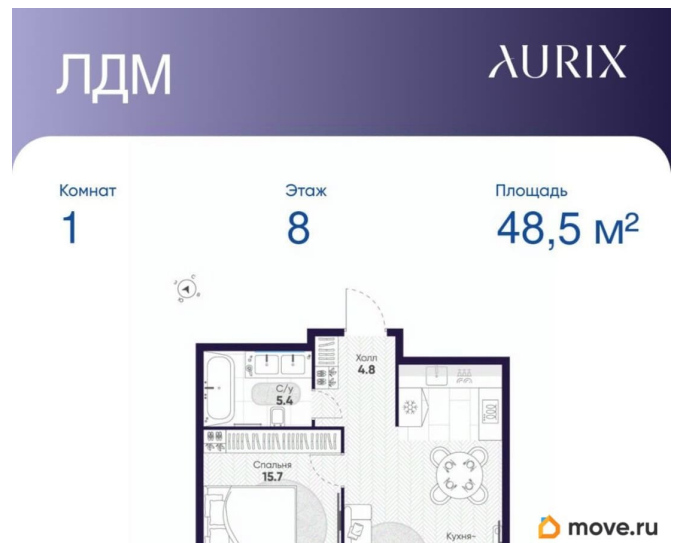 ЛДМ
AURIX
Комнат
Этаж
Площадь
1
8
48,5 м²
Холл
4.8
С/у
5.4
Спальня
15.7
Кухня-
move.ru